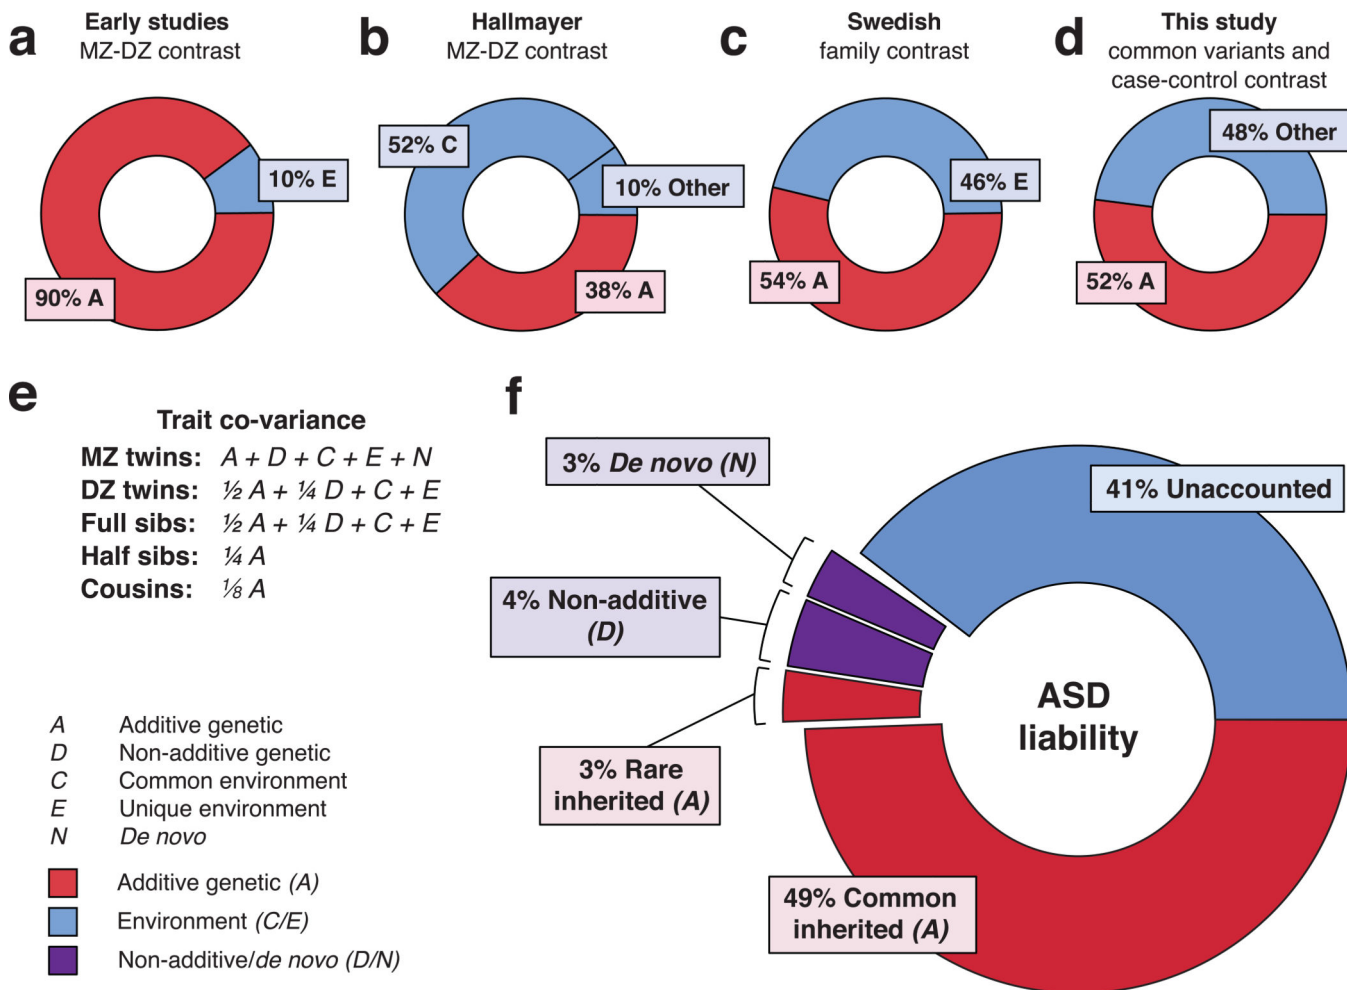 a
Early studies
MZ-DZ contrast
10% E
90% A
b
Hallmayer
MZ-DZ contrast
52% C
10% Other
38% A
c
Swedish
family contrast
46% E
54% A
d
This study
common variants and
case-control contrast
48% Other
52% A
e
Trait co-variance
MZ twins: A + D + C + E + N
DZ twins: ½ A + ¼ D + C + E
Full sibs: ½ A + ¼ D + C + E
Half sibs: ¼ A
Cousins: ⅛ A
A Additive genetic
D Non-additive genetic
C Common environment
E Unique environment
N De novo
Additive genetic (A)
Environment (C/E)
Non-additive/de novo (D/N)
f
3% De novo (N)
41% Unaccounted
4% Non-additive
(D)
3% Rare
inherited (A)
ASD
liability
49% Common
inherited (A)